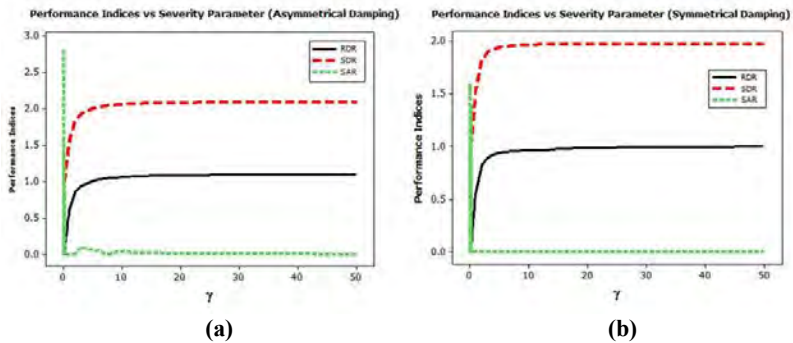 Performance Indices vs Severity Parameter (Asymmetrical Damping)
Performance Indices
3.0
2.5
2.0
1.5
1.0
0.5
0.0
RDR
SDR
SAR
0 10 20 30 40 50
γ
(a)
Performance Indices vs Severity Parameter (Symmetrical Damping)
Performance Indices
2.0
1.5
1.0
0.5
0.0
RDR
SDR
SAR
0 10 20 30 40 50
γ
(b)